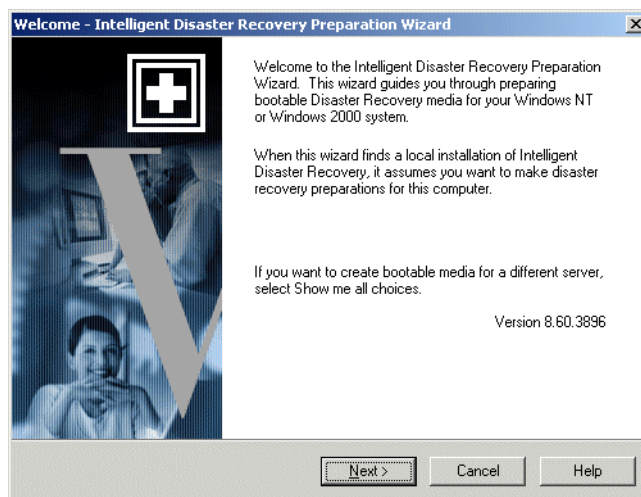 Welcome - Intelligent Disaster Recovery Preparation Wizard
Welcome to the Intelligent Disaster Recovery Preparation
Wizard. This wizard guides you through preparing
bootable Disaster Recovery media for your Windows NT
or Windows 2000 system.
When this wizard finds a local installation of Intelligent
Disaster Recovery, it assumes you want to make disaster
recovery preparations for this computer.
If you want to create bootable media for a different server,
select Show me all choices.
Version 8.60.3896
V
Next >
Cancel
Help